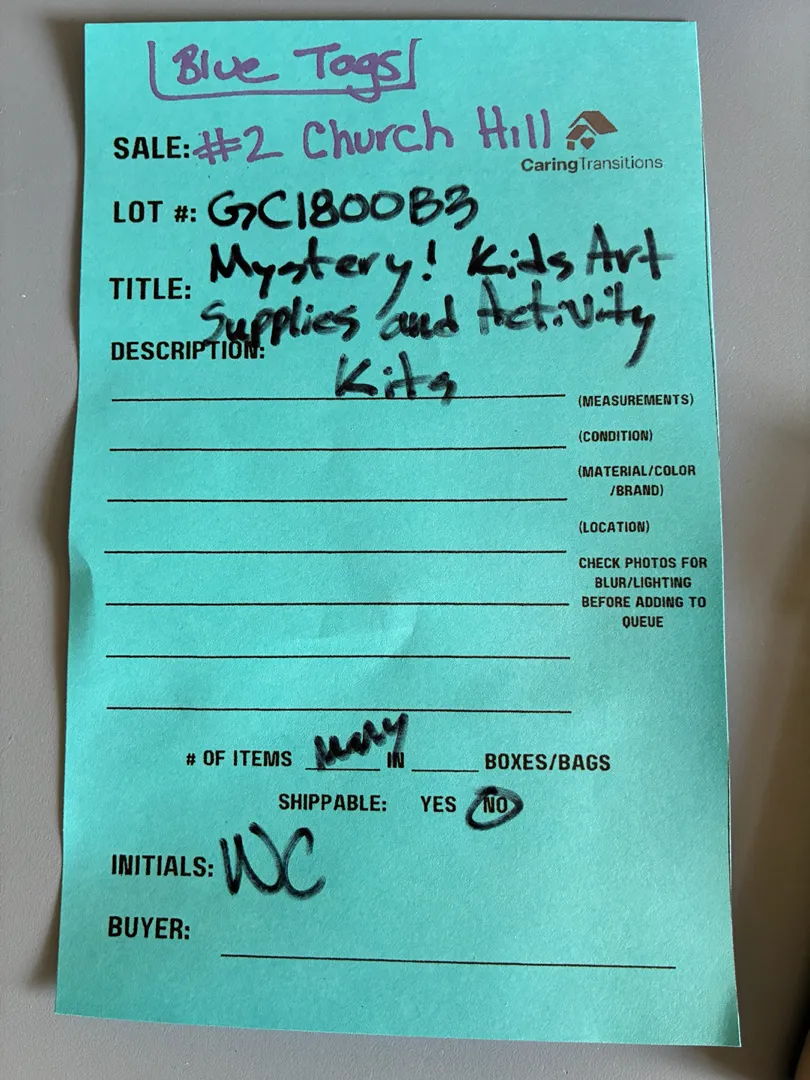 Blue Tags
SALE: #2 Church Hill
CaringTransitions
LOT #: GC1800B3
TITLE: Mystery! Kids Art
Supplies and Activity
DESCRIPTION:
Kits
(MEASUREMENTS)
(CONDITION)
(MATERIAL/COLOR
/BRAND)
(LOCATION)
CHECK PHOTOS FOR
BLUR/LIGHTING
BEFORE ADDING TO
QUEUE
# OF ITEMS Many IN BOXES/BAGS
SHIPPABLE: YES NO
INITIALS: WC
BUYER: